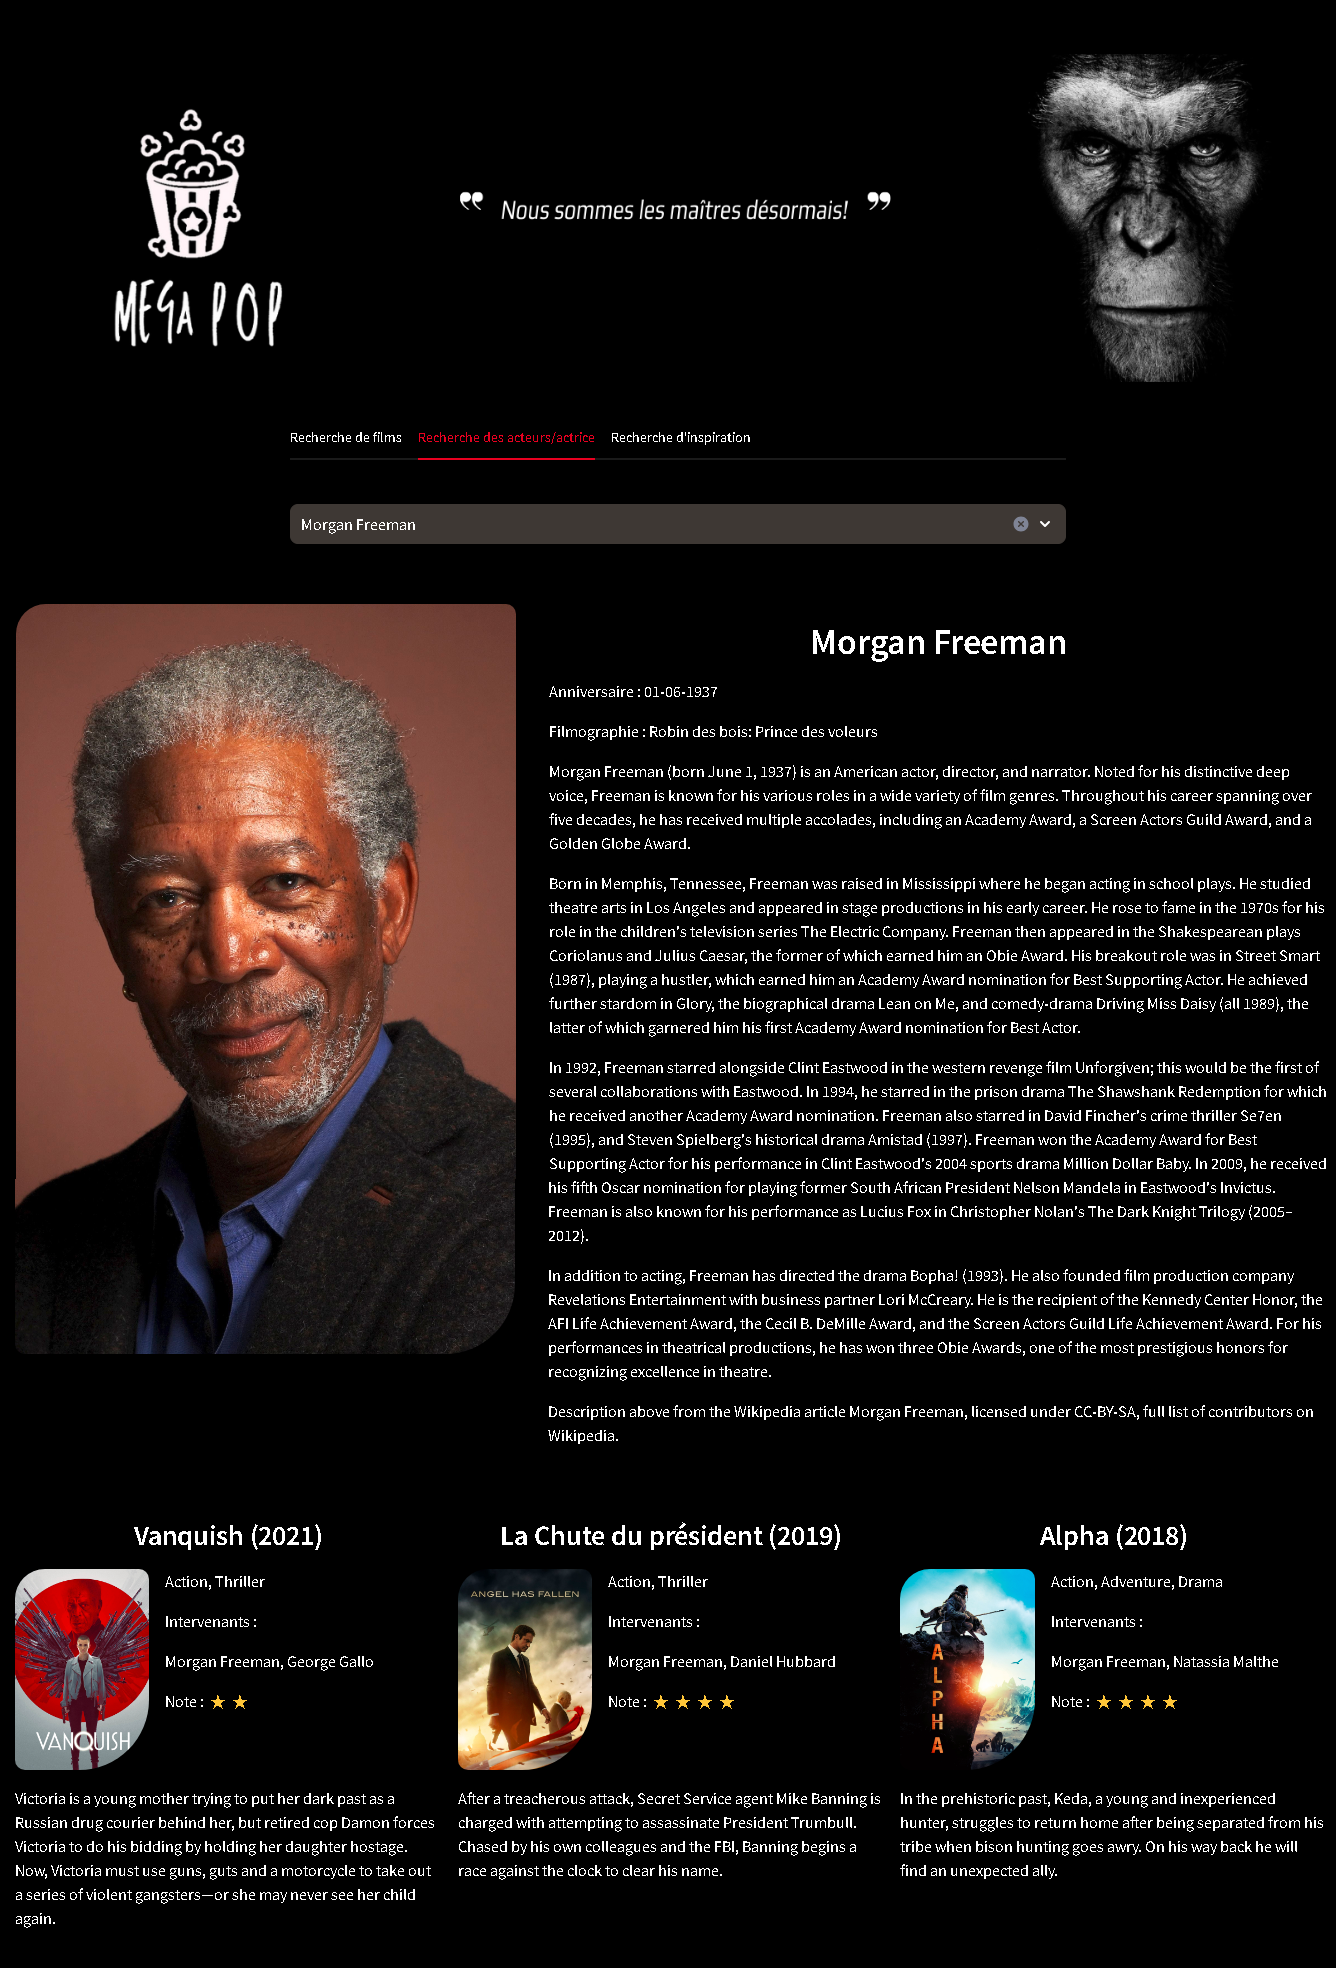 ❝ Nous sommes les maîtres désormais! ❞
MEGA POP
Recherche de films Recherche des acteurs/actrice Recherche d'inspiration
Morgan Freeman
Morgan Freeman
Anniversaire : 01-06-1937
Filmographie : Robin des bois: Prince des voleurs
Morgan Freeman (born June 1, 1937) is an American actor, director, and narrator. Noted for his distinctive deep
voice, Freeman is known for his various roles in a wide variety of film genres. Throughout his career spanning over
five decades, he has received multiple accolades, including an Academy Award, a Screen Actors Guild Award, and a
Golden Globe Award.
Born in Memphis, Tennessee, Freeman was raised in Mississippi where he began acting in school plays. He studied
theatre arts in Los Angeles and appeared in stage productions in his early career. He rose to fame in the 1970s for his
role in the children's television series The Electric Company. Freeman then appeared in the Shakespearean plays
Coriolanus and Julius Caesar, the former of which earned him an Obie Award. His breakout role was in Street Smart
(1987), playing a hustler, which earned him an Academy Award nomination for Best Supporting Actor. He achieved
further stardom in Glory, the biographical drama Lean on Me, and comedy-drama Driving Miss Daisy (all 1989), the
latter of which garnered him his first Academy Award nomination for Best Actor.
In 1992, Freeman starred alongside Clint Eastwood in the western revenge film Unforgiven; this would be the first of
several collaborations with Eastwood. In 1994, he starred in the prison drama The Shawshank Redemption for which
he received another Academy Award nomination. Freeman also starred in David Fincher's crime thriller Se7en
(1995), and Steven Spielberg's historical drama Amistad (1997). Freeman won the Academy Award for Best
Supporting Actor for his performance in Clint Eastwood's 2004 sports drama Million Dollar Baby. In 2009, he received
his fifth Oscar nomination for playing former South African President Nelson Mandela in Eastwood's Invictus.
Freeman is also known for his performance as Lucius Fox in Christopher Nolan's The Dark Knight Trilogy (2005–
2012).
In addition to acting, Freeman has directed the drama Bopha! (1993). He also founded film production company
Revelations Entertainment with business partner Lori McCreary. He is the recipient of the Kennedy Center Honor, the
AFI Life Achievement Award, the Cecil B. DeMille Award, and the Screen Actors Guild Life Achievement Award. For his
performances in theatrical productions, he has won three Obie Awards, one of the most prestigious honors for
recognizing excellence in theatre.
Description above from the Wikipedia article Morgan Freeman, licensed under CC-BY-SA, full list of contributors on
Wikipedia.
Vanquish (2021)
VANQUISH
Action, Thriller
Intervenants :
Morgan Freeman, George Gallo
Note : ★ ★
Victoria is a young mother trying to put her dark past as a
Russian drug courier behind her, but retired cop Damon forces
Victoria to do his bidding by holding her daughter hostage.
Now, Victoria must use guns, guts and a motorcycle to take out
a series of violent gangsters—or she may never see her child
again.
La Chute du président (2019)
ANGEL HAS FALLEN
Action, Thriller
Intervenants :
Morgan Freeman, Daniel Hubbard
Note : ★ ★ ★ ★
After a treacherous attack, Secret Service agent Mike Banning is
charged with attempting to assassinate President Trumbull.
Chased by his own colleagues and the FBI, Banning begins a
race against the clock to clear his name.
Alpha (2018)
ALPHA
Action, Adventure, Drama
Intervenants :
Morgan Freeman, Natassia Malthe
Note : ★ ★ ★ ★
In the prehistoric past, Keda, a young and inexperienced
hunter, struggles to return home after being separated from his
tribe when bison hunting goes awry. On his way back he will
find an unexpected ally.